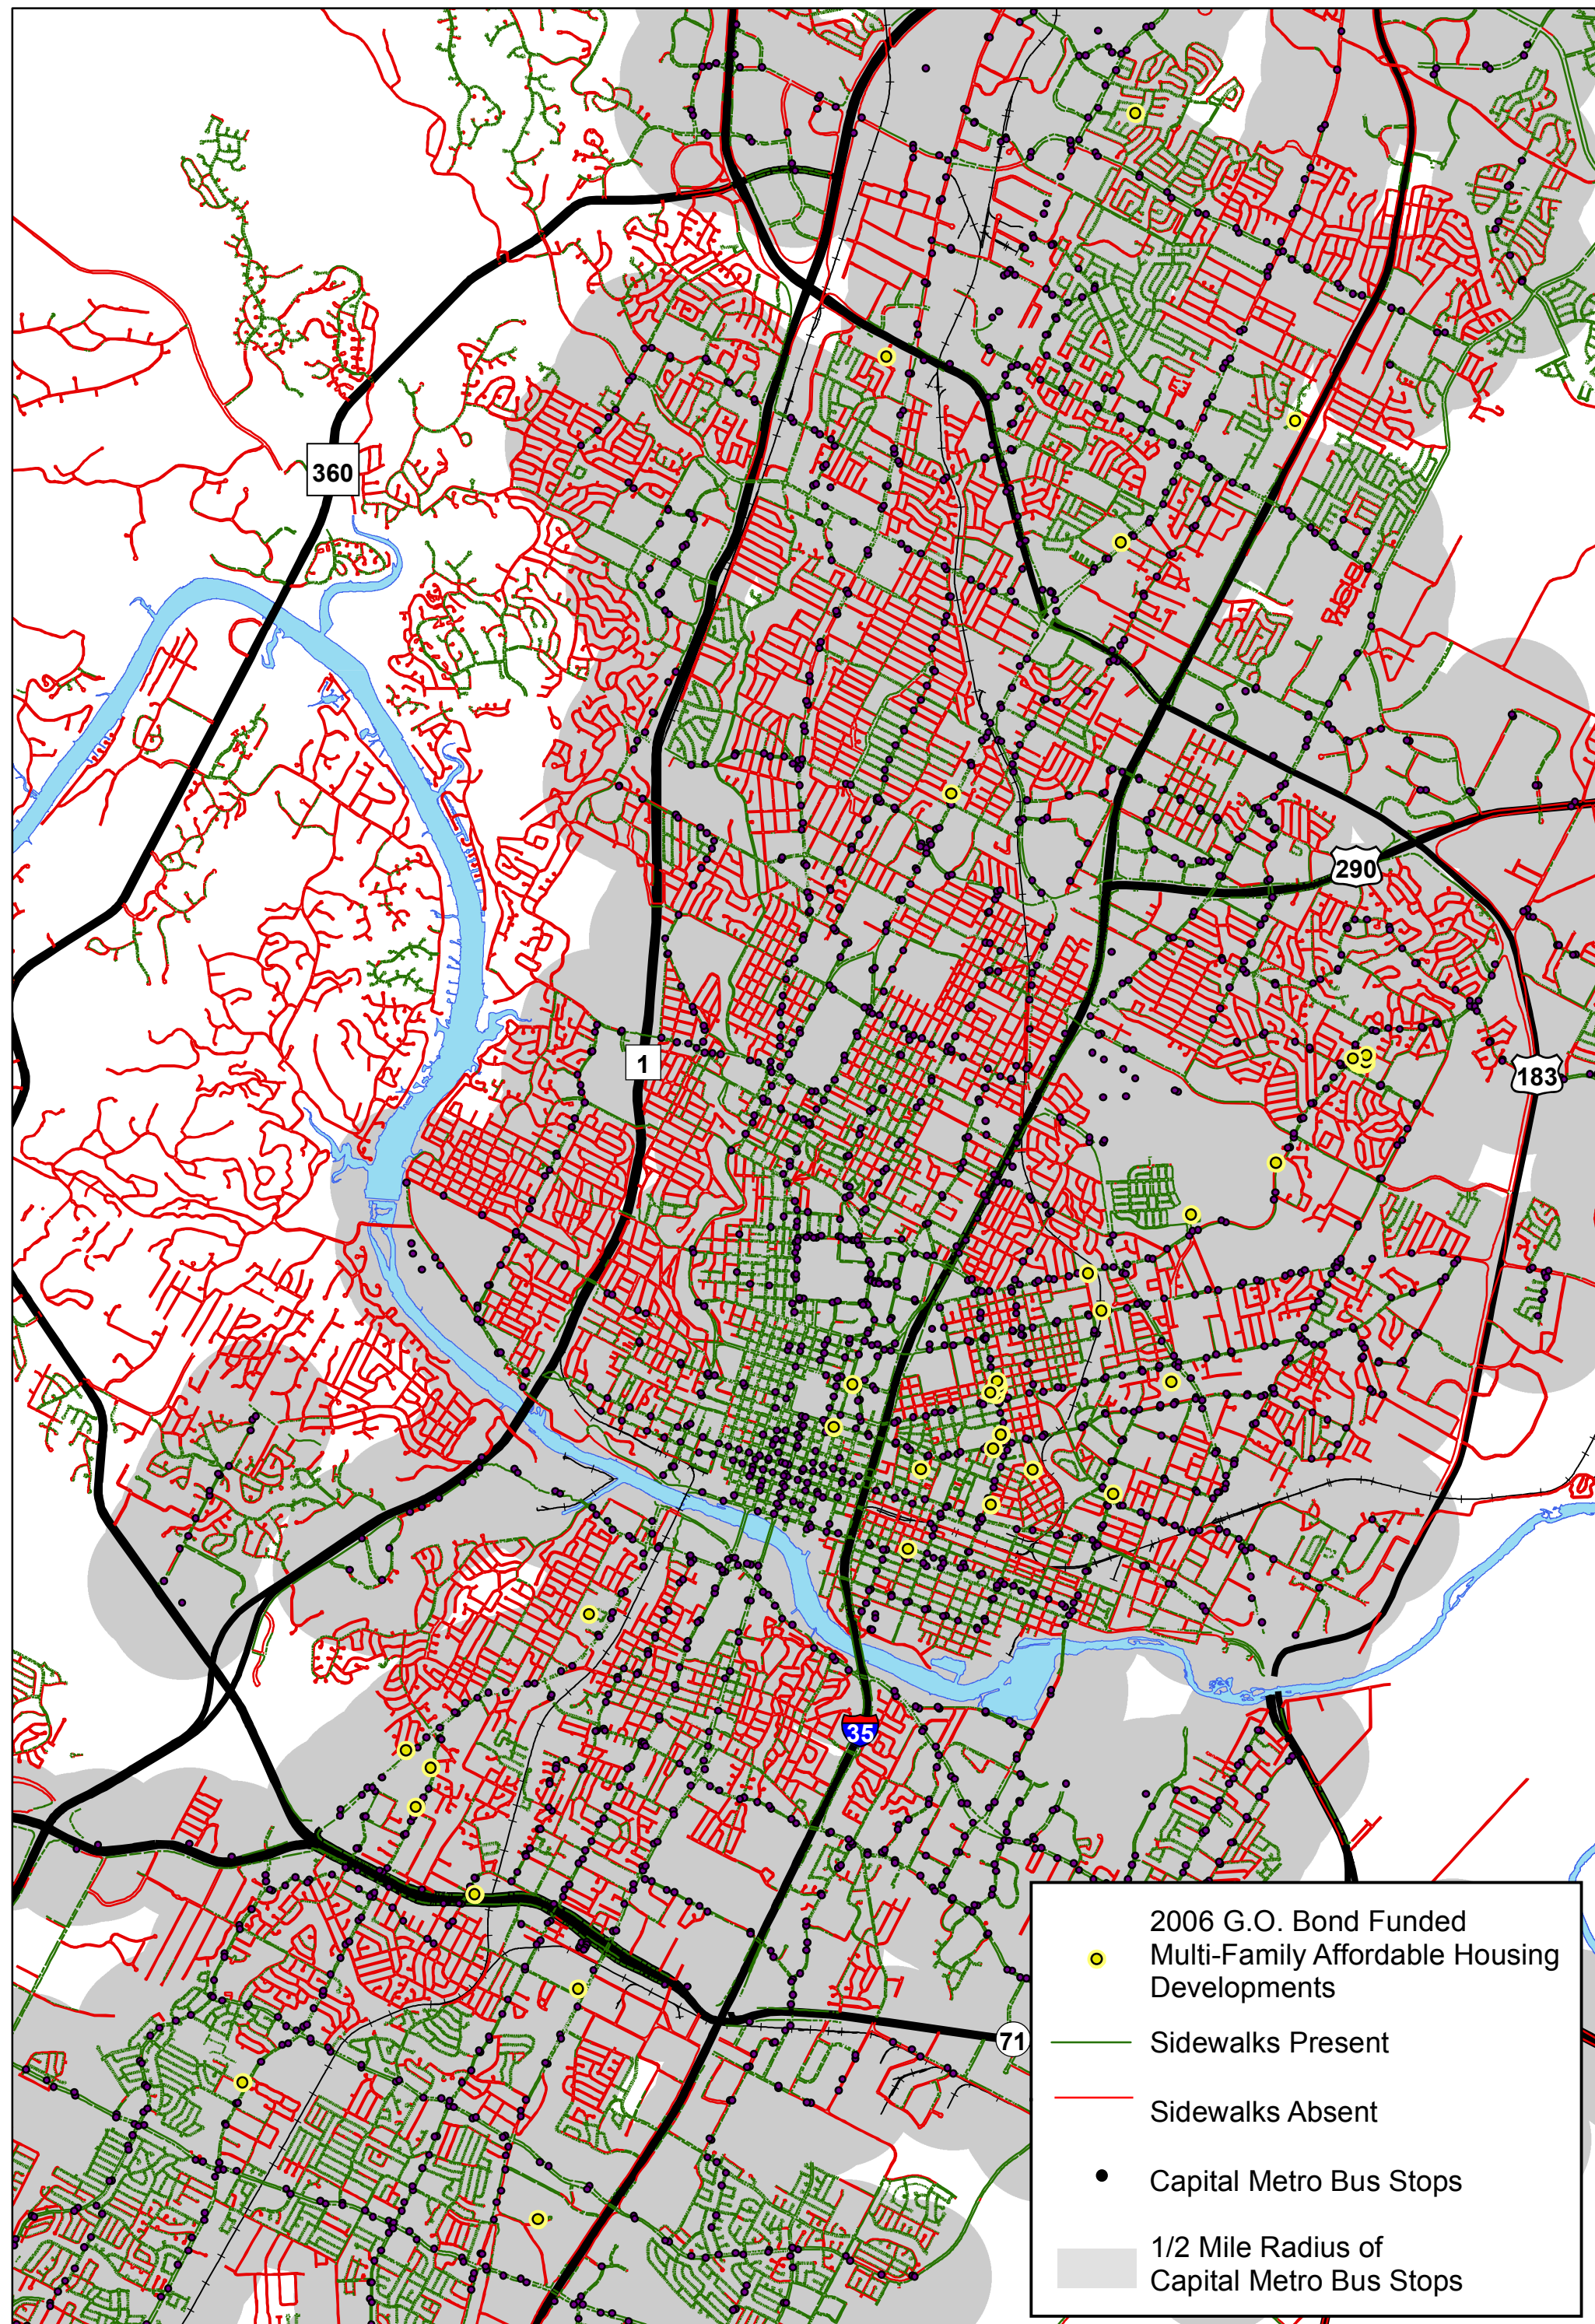 360
290
1
183
35
71
2006 G.O. Bond Funded
Multi-Family Affordable Housing
Developments
Sidewalks Present
Sidewalks Absent
Capital Metro Bus Stops
1/2 Mile Radius of
Capital Metro Bus Stops